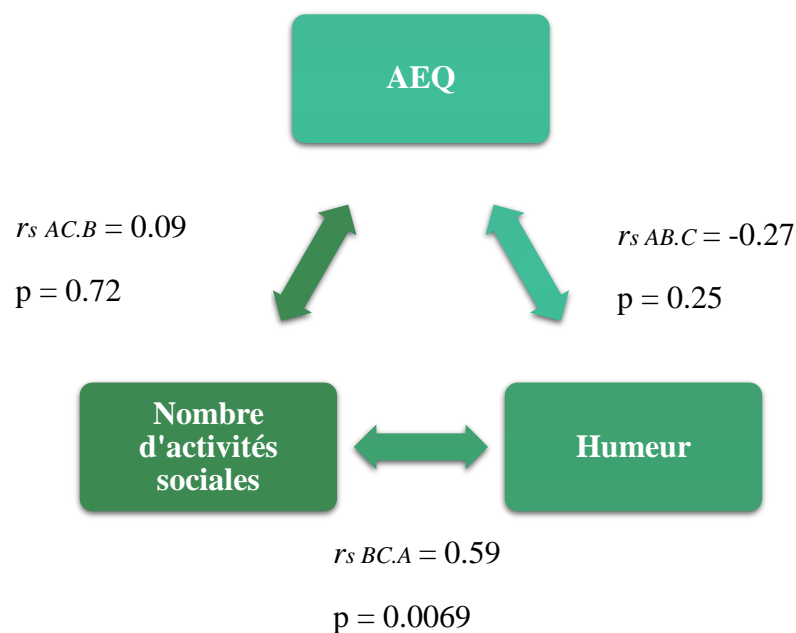 AEQ
rs AC.B = 0.09
p = 0.72
rs AB.C = -0.27
p = 0.25
Nombre
d'activités
sociales
Humeur
rs BC.A = 0.59
p = 0.0069